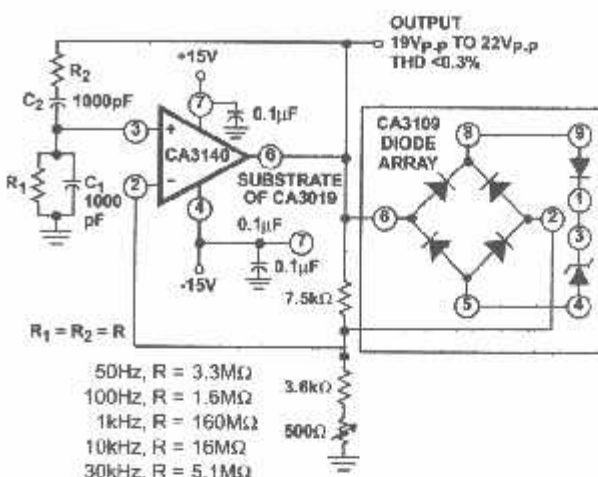 OUTPUT
19VP-P TO 22VP-P
THD <0.3%
+15V
R2
C2 1000pF
7
0.1μF
CA3109
DIODE
ARRAY
8
9
3
+
CA3140
6
SUBSTRATE
OF CA3019
R1
C1
1000
pF
2
−
4
0.1μF
7
0.1μF
-15V
6
2
1
3
5
4
7.5kΩ
R1 = R2 = R
50Hz, R = 3.3MΩ
100Hz, R = 1.6MΩ
1kHz, R = 160MΩ
10kHz, R = 16MΩ
30kHz, R = 5.1MΩ
3.6kΩ
500Ω